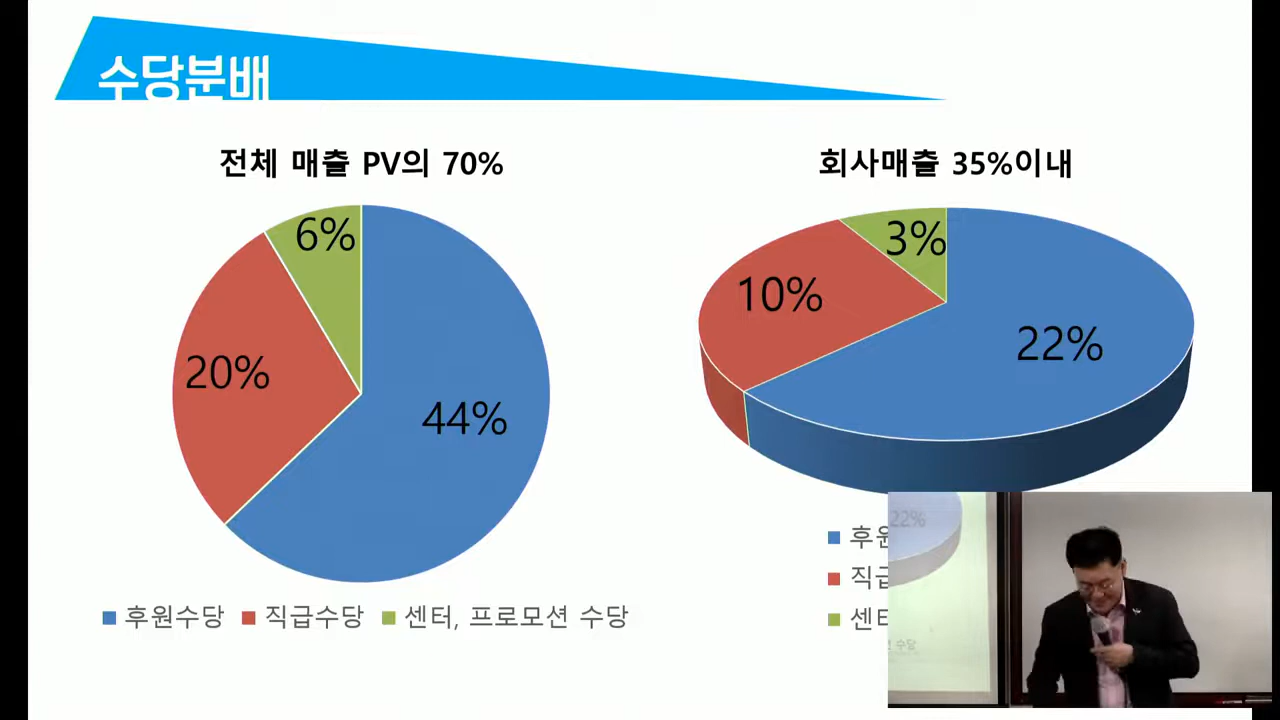 수당분배
전체 매출 PV의 70%
6%
20%
44%
후원수당 직급수당 센터, 프로모션 수당
회사매출 35%이내
3%
10%
22%
22%
수당